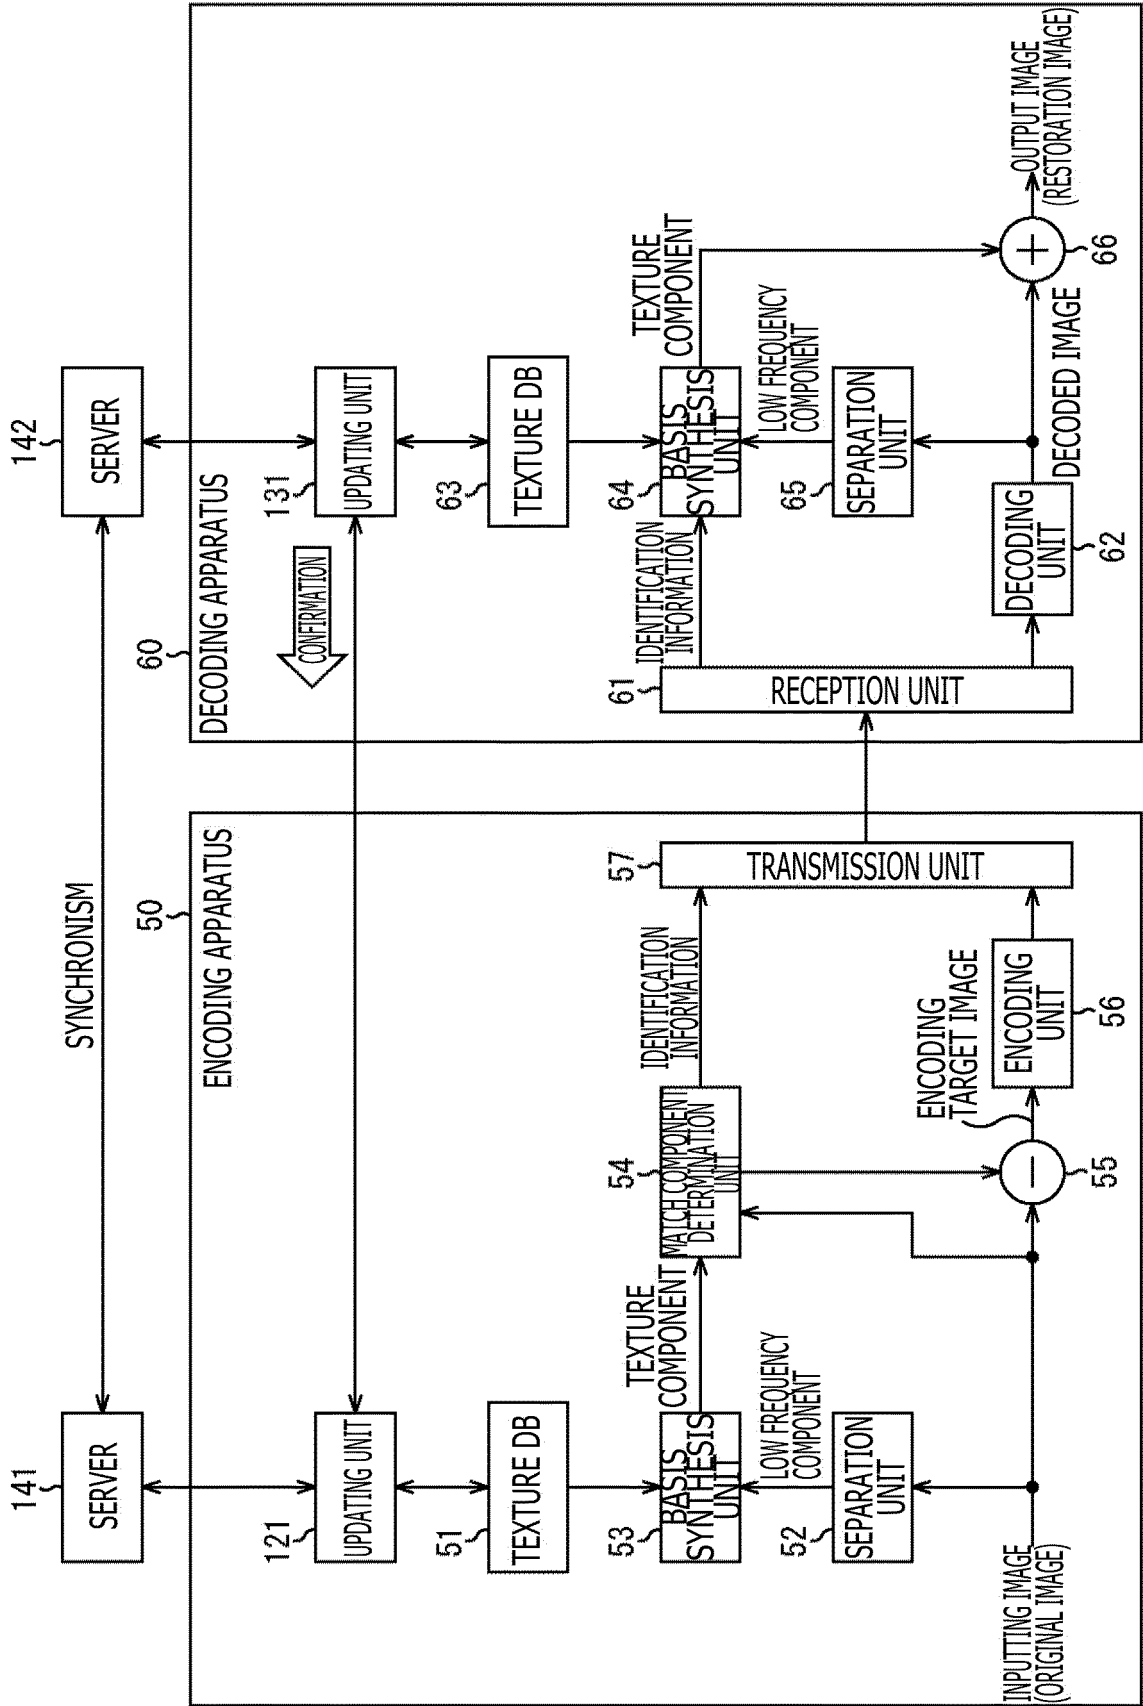 141
SERVER
SYNCHRONISM
142
SERVER
50
ENCODING APPARATUS
60
DECODING APPARATUS
121
UPDATING UNIT
CONFIRMATION
131
UPDATING UNIT
51
TEXTURE DB
63
TEXTURE DB
53
BASIS
SYNTHESIS
UNIT
TEXTURE
COMPONENT
54
MATCH COMPONENT
DETERMINATION
UNIT
IDENTIFICATION
INFORMATION
57
TRANSMISSION UNIT
61
RECEPTION UNIT
IDENTIFICATION
INFORMATION
64
BASIS
SYNTHESIS
UNIT
TEXTURE
COMPONENT
LOW FREQUENCY
COMPONENT
52
SEPARATION
UNIT
LOW FREQUENCY
COMPONENT
65
SEPARATION
UNIT
INPUTTING IMAGE
(ORIGINAL IMAGE)
−
55
ENCODING
TARGET IMAGE
ENCODING
UNIT
56
DECODING
UNIT
62
DECODED IMAGE
+
66
OUTPUT IMAGE
(RESTORATION IMAGE)